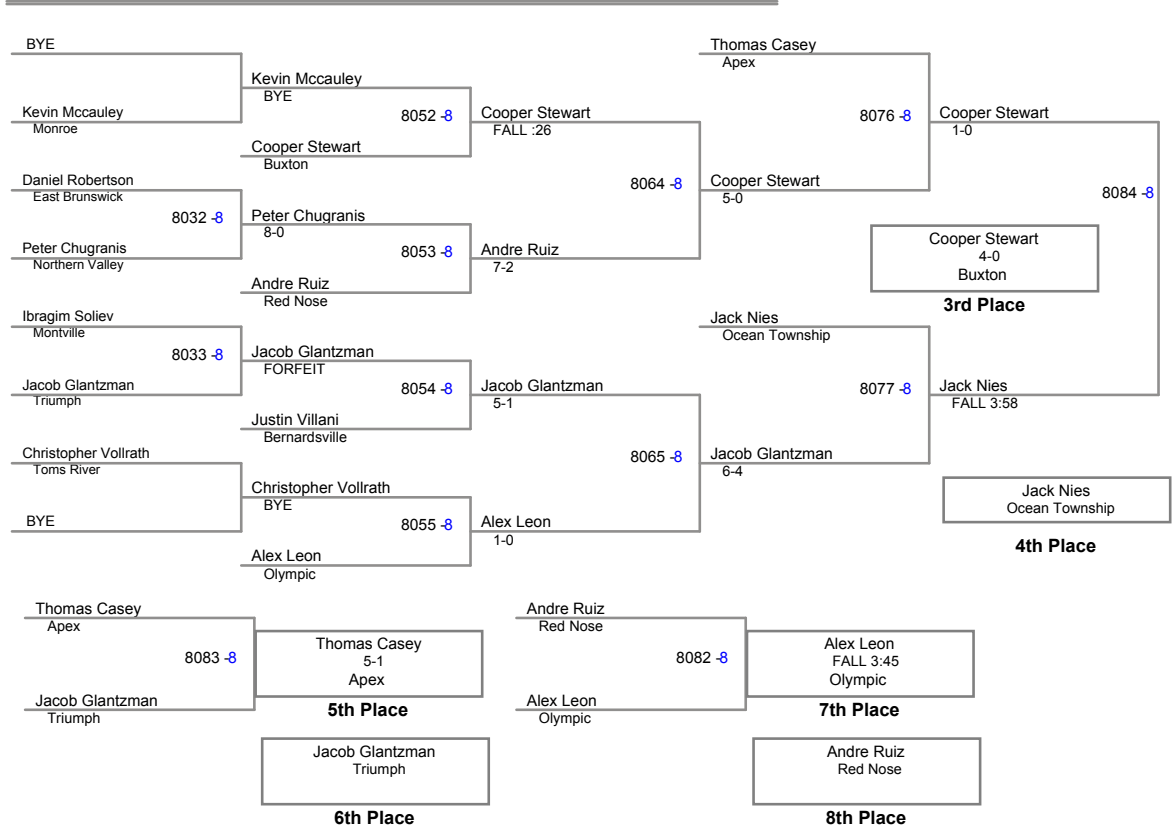 BYE
Thomas Casey
Apex
Kevin Mccauley
BYE
Kevin Mccauley
Monroe
8052 -8
Cooper Stewart
FALL :26
8076 -8
Cooper Stewart
1-0
Cooper Stewart
Buxton
Daniel Robertson
East Brunswick
8064 -8
Cooper Stewart
5-0
8084 -8
8032 -8
Peter Chugranis
8-0
Peter Chugranis
Northern Valley
8053 -8
Andre Ruiz
7-2
Cooper Stewart
4-0
Buxton
3rd Place
Andre Ruiz
Red Nose
Ibragim Soliev
Montville
Jack Nies
Ocean Township
8033 -8
Jacob Glantzman
FORFEIT
Jacob Glantzman
Triumph
8054 -8
Jacob Glantzman
5-1
8077 -8
Jack Nies
FALL 3:58
Justin Villani
Bernardsville
Christopher Vollrath
Toms River
8065 -8
Jacob Glantzman
6-4
Christopher Vollrath
BYE
Jack Nies
Ocean Township
4th Place
BYE
8055 -8
Alex Leon
1-0
Alex Leon
Olympic
Thomas Casey
Apex
8083 -8
Thomas Casey
5-1
Apex
5th Place
Jacob Glantzman
Triumph
Jacob Glantzman
Triumph
6th Place
Andre Ruiz
Red Nose
8082 -8
Alex Leon
FALL 3:45
Olympic
7th Place
Alex Leon
Olympic
Andre Ruiz
Red Nose
8th Place